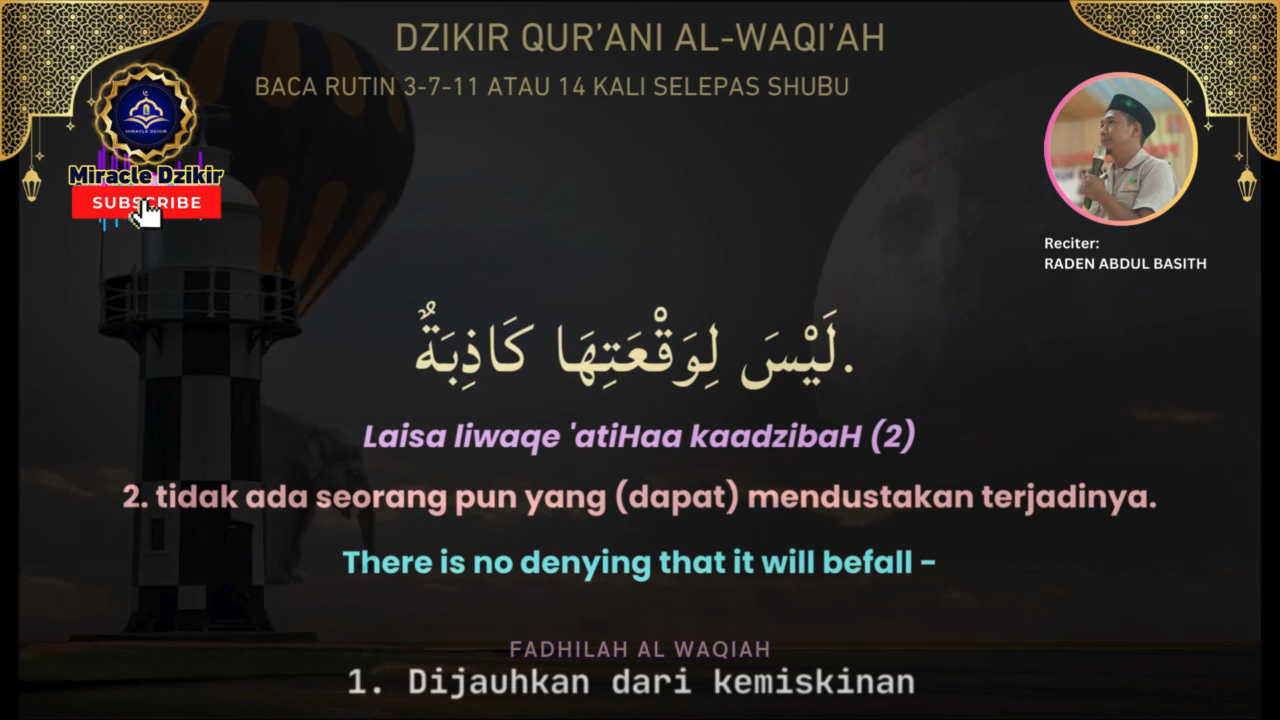 DZIKIR QUR'ANI AL-WAQI'AH
BACA RUTIN 3-7-11 ATAU 14 KALI SELEPAS SHUBU
MIRACLE DZIKIR
Miracle Dzikir
SUBSCRIBE
Reciter:
RADEN ABDUL BASITH
لَيْسَ لِوَقْعَتِهَا كَاذِبَةٌ.
Laisa liwaqe 'atiHaa kaadzibaH (2)
2. tidak ada seorang pun yang (dapat) mendustakan terjadinya.
There is no denying that it will befall –
FADHILAH AL WAQIAH
1. Dijauhkan dari kemiskinan